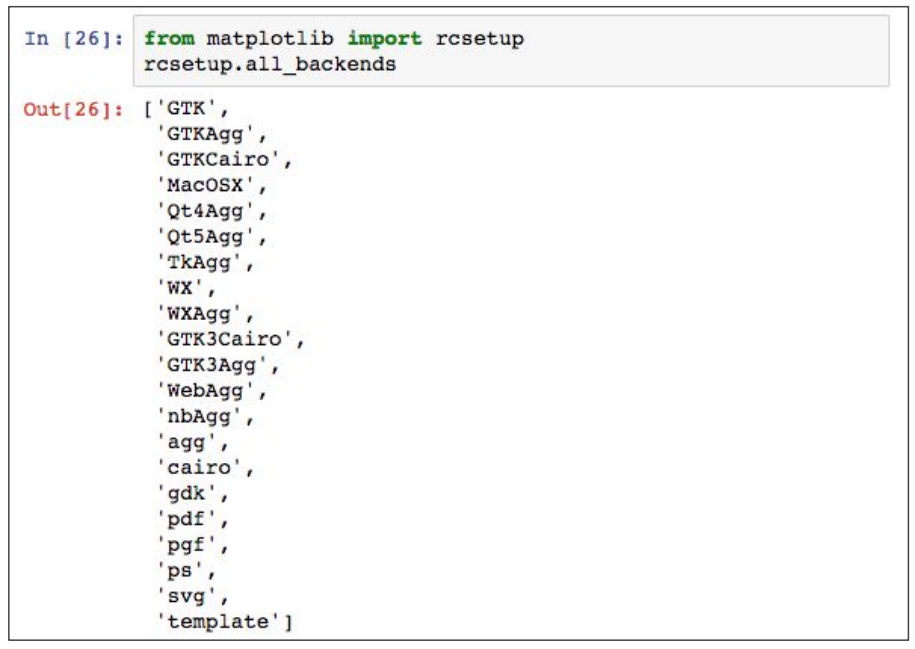 In [26]: from matplotlib import rcsetup
rcsetup.all_backends
Out[26]: ['GTK',
'GTKAgg',
'GTKCairo',
'MacOSX',
'Qt4Agg',
'Qt5Agg',
'TkAgg',
'WX',
'WXAgg',
'GTK3Cairo',
'GTK3Agg',
'WebAgg',
'nbAgg',
'agg',
'cairo',
'gdk',
'pdf',
'pgf',
'ps',
'svg',
'template']